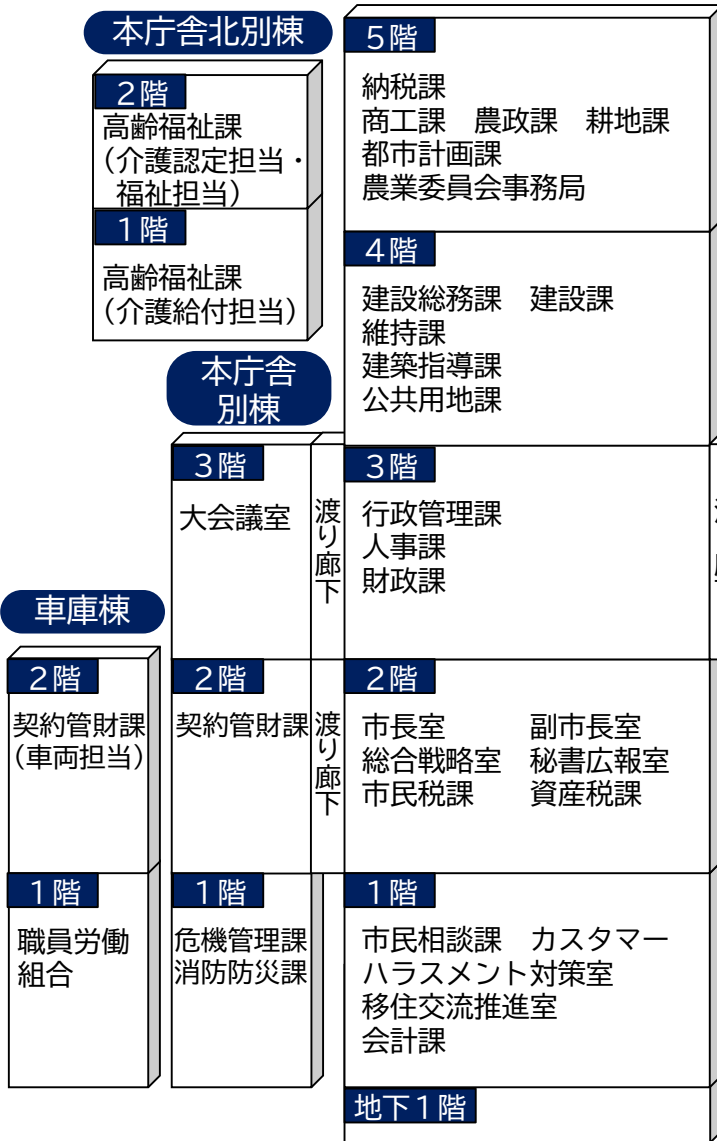 本庁舎北別棟
2階
高齢福祉課
(介護認定担当・
福祉担当)
1階
高齢福祉課
(介護給付担当)
本庁舎
別棟
3階
大会議室
渡り廊下
2階
契約管財課
渡り廊下
1階
危機管理課
消防防災課
車庫棟
2階
契約管財課
(車両担当)
1階
職員労働
組合
5階
納税課
商工課 農政課 耕地課
都市計画課
農業委員会事務局
4階
建設総務課 建設課
維持課
建築指導課
公共用地課
3階
行政管理課
人事課
財政課
2階
市長室 副市長室
総合戦略室 秘書広報室
市民税課 資産税課
1階
市民相談課 カスタマー
ハラスメント対策室
移住交流推進室
会計課
地下1階